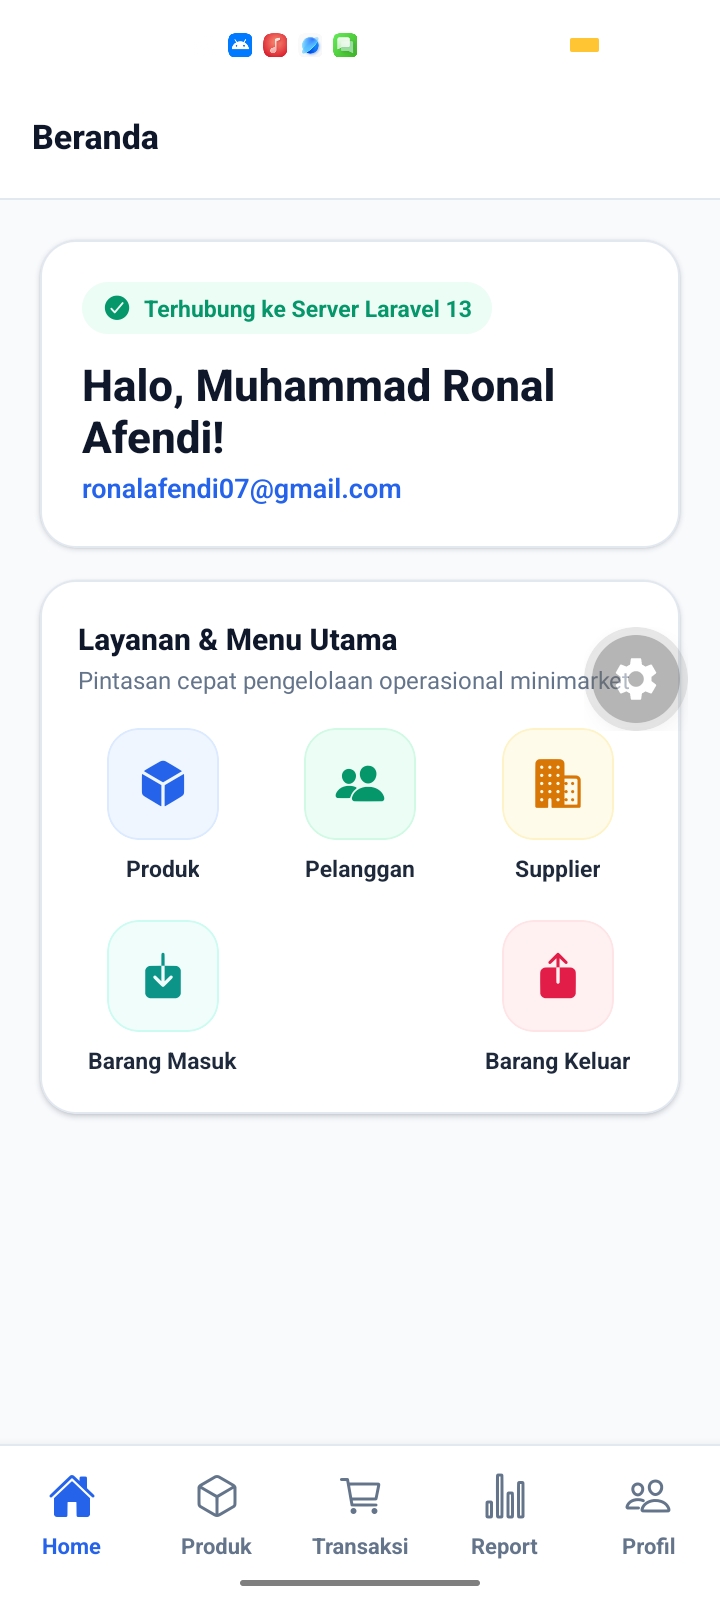 Beranda
Terhubung ke Server Laravel 13
Halo, Muhammad Ronal
Afendi!
ronalafendi07@gmail.com
Layanan & Menu Utama
Pintasan cepat pengelolaan operasional minimarket
Produk
Pelanggan
Supplier
Barang Masuk
Barang Keluar
Home
Produk
Transaksi
Report
Profil